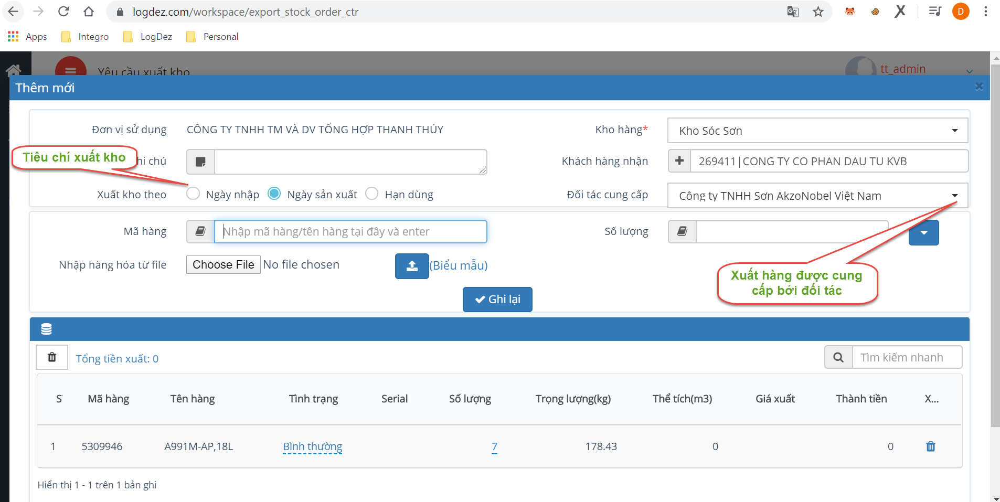 logdez.com/workspace/export_stock_order_ctr
D
Apps Integro LogDez Personal
Yêu cầu xuất kho
tt_admin
Thêm mới
Đơn vị sử dụng CÔNG TY TNHH TM VÀ DV TỔNG HỢP THANH THÚY Kho hàng* Kho Sóc Sơn
Tiêu chí xuất kho
hi chú Khách hàng nhận 269411|CONG TY CO PHAN DAU TU KVB
Xuất kho theo Ngày nhập Ngày sản xuất Hạn dùng Đối tác cung cấp Công ty TNHH Sơn AkzoNobel Việt Nam
Mã hàng Nhập mã hàng/tên hàng tại đây và enter Số lượng
Nhập hàng hóa từ file Choose File No file chosen (Biểu mẫu)
Xuất hàng được cung
cấp bởi đối tác
Ghi lại
Tổng tiền xuất: 0 Tìm kiếm nhanh
S Mã hàng Tên hàng Tình trạng Serial Số lượng Trọng lượng(kg) Thể tích(m3) Giá xuất Thành tiền X...
1 5309946 A991M-AP,18L Bình thường 7 178.43 0 0
Hiển thị 1 - 1 trên 1 bản ghi